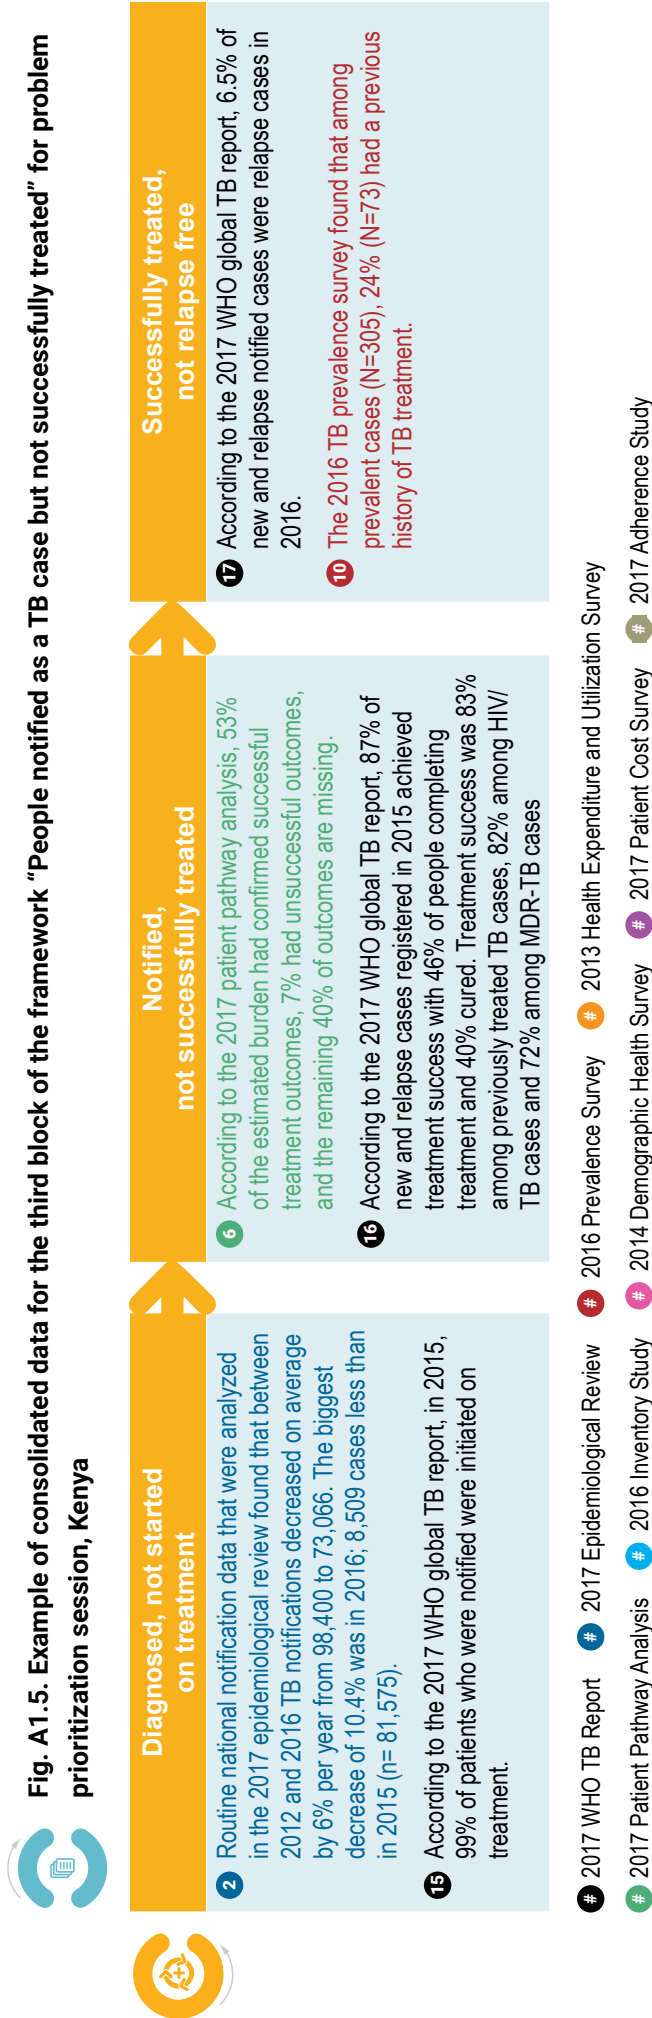 Fig. A1.5. Example of consolidated data for the third block of the framework “People notified as a TB case but not successfully treated” for problem
prioritization session, Kenya
Diagnosed, not started
on treatment
2 Routine national notification data that were analyzed
in the 2017 epidemiological review found that between
2012 and 2016 TB notifications decreased on average
by 6% per year from 98,400 to 73,066. The biggest
decrease of 10.4% was in 2016; 8,509 cases less than
in 2015 (n= 81,575).
15 According to the 2017 WHO global TB report, in 2015,
99% of patients who were notified were initiated on
treatment.
Notified,
not successfully treated
6 According to the 2017 patient pathway analysis, 53%
of the estimated burden had confirmed successful
treatment outcomes, 7% had unsuccessful outcomes,
and the remaining 40% of outcomes are missing.
16 According to the 2017 WHO global TB report, 87% of
new and relapse cases registered in 2015 achieved
treatment success with 46% of people completing
treatment and 40% cured. Treatment success was 83%
among previously treated TB cases, 82% among HIV/
TB cases and 72% among MDR-TB cases
Successfully treated,
not relapse free
17 According to the 2017 WHO global TB report, 6.5% of
new and relapse notified cases were relapse cases in
2016.
10 The 2016 TB prevalence survey found that among
prevalent cases (N=305), 24% (N=73) had a previous
history of TB treatment.
# 2017 WHO TB Report # 2017 Epidemiological Review # 2016 Prevalence Survey # 2013 Health Expenditure and Utilization Survey
# 2017 Patient Pathway Analysis # 2016 Inventory Study # 2014 Demographic Health Survey # 2017 Patient Cost Survey # 2017 Adherence Study